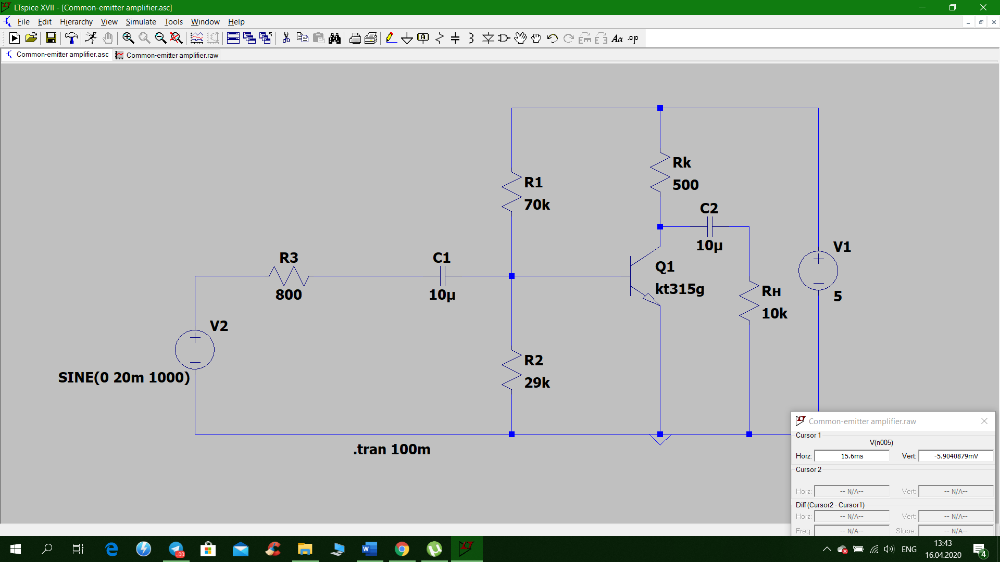 LTspice XVII - [Common-emitter amplifier.asc]
File Edit Hierarchy View Simulate Tools Window Help
Common-emitter amplifier.asc Common-emitter amplifier.raw
R1
70k
Rk
500
C2
10µ
V1
5
R3
800
C1
10µ
Q1
kt315g
Rн
10k
V2
SINE(0 20m 1000)
R2
29k
.tran 100m
Common-emitter amplifier.raw
Cursor 1
V(n005)
Horz: 15.6ms Vert: -5.9040879mV
Cursor 2
Horz: -- N/A-- Vert: -- N/A--
Diff (Cursor2 - Cursor1)
Horz: -- N/A-- Vert: -- N/A--
Freq: -- N/A-- Slope: -- N/A--
.00
ENG
13:43
16.04.2020
4